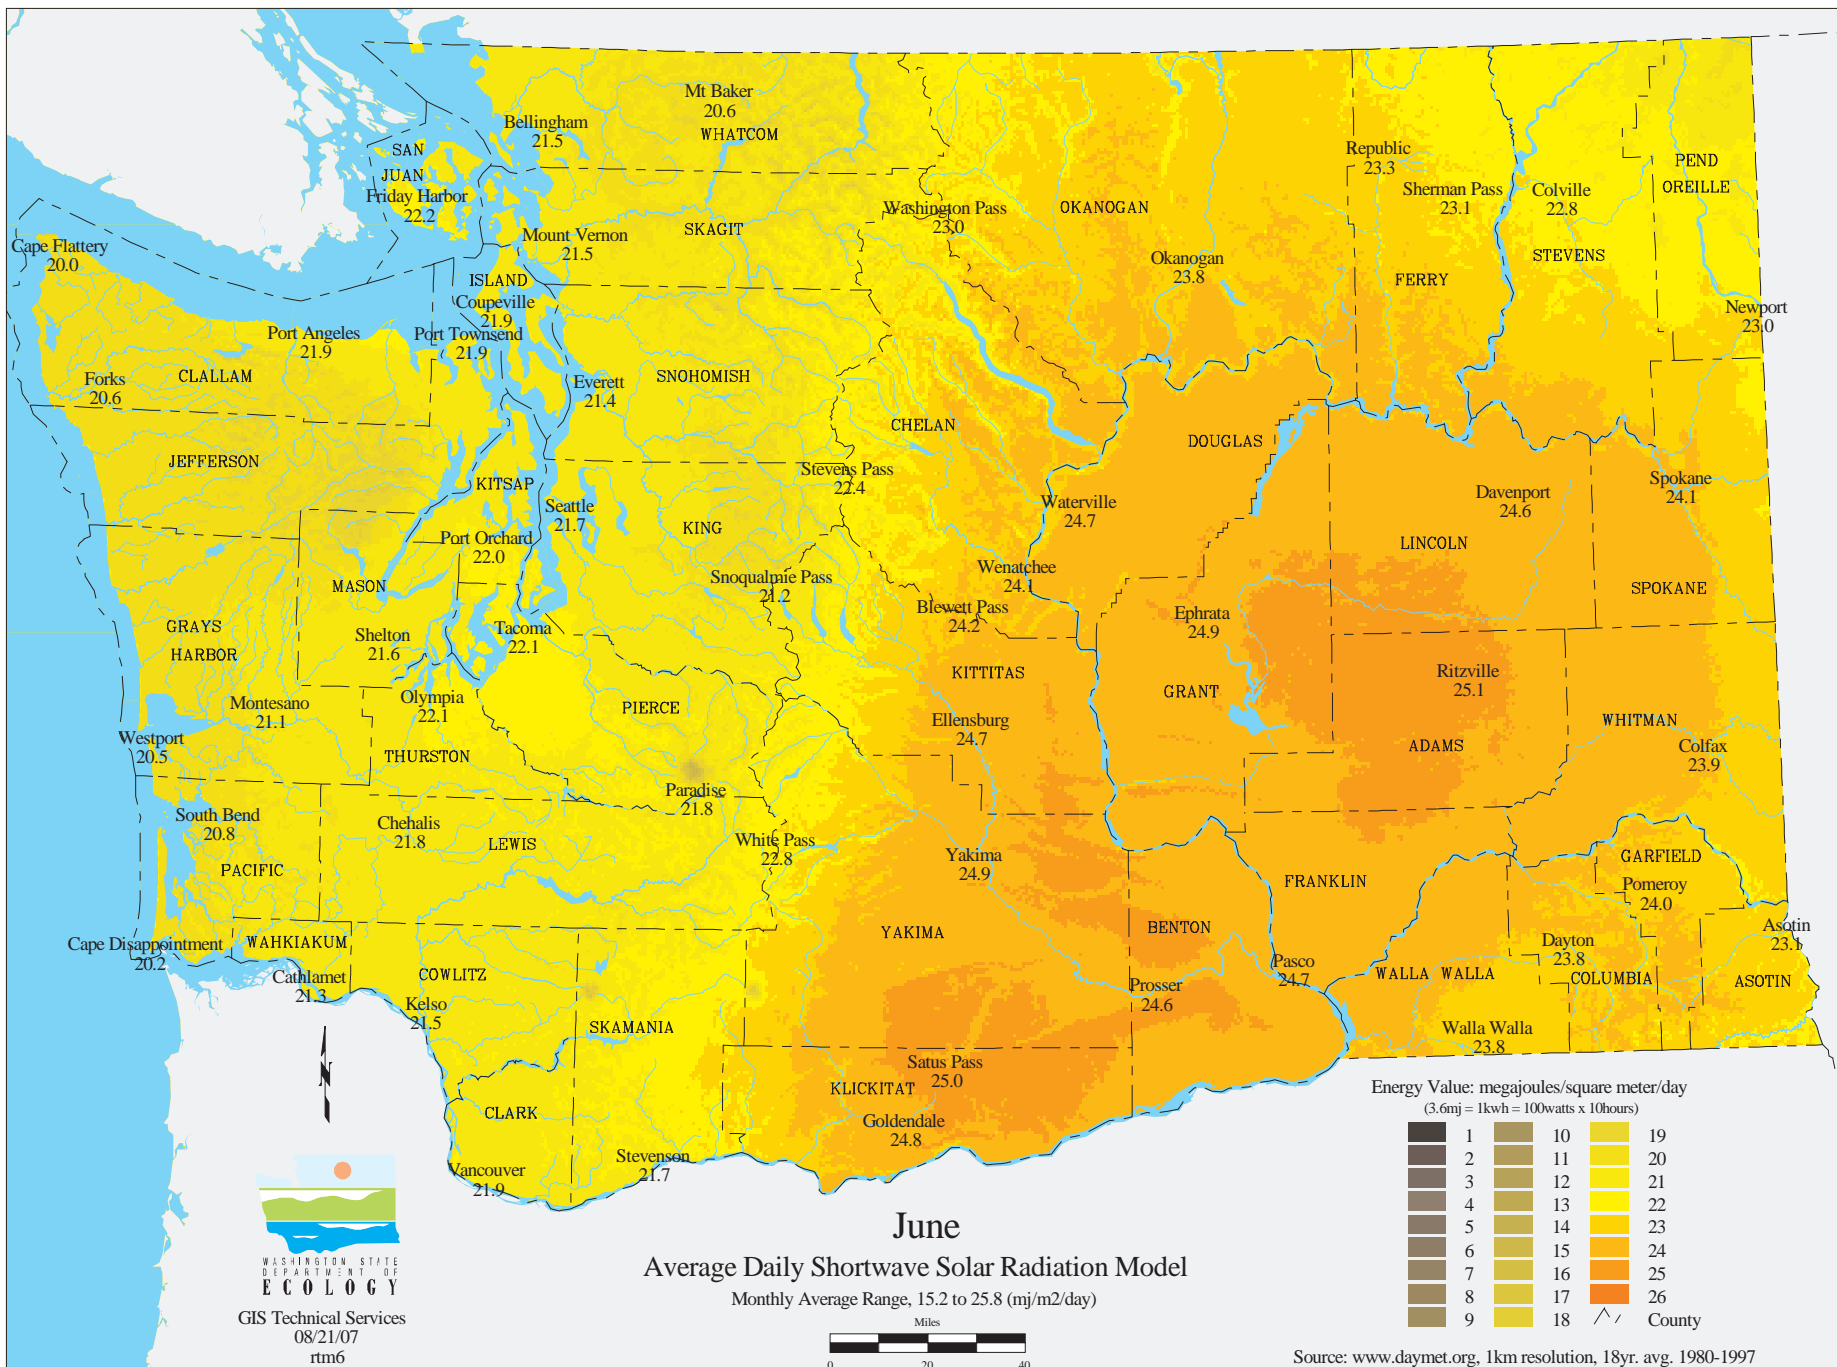 Mt Baker
20.6
WHATCOM
Bellingham
21.5
SAN
JUAN
Friday Harbor
22.2
Republic
23.3
PEND
OREILLE
Sherman Pass
23.1
Colville
22.8
Washington Pass
23.0
OKANOGAN
SKAGIT
Mount Vernon
21.5
Cape Flattery
20.0
Okanogan
23.8
STEVENS
FERRY
ISLAND
Coupeville
21.9
Port Townsend
21.9
Port Angeles
21.9
Newport
23.0
Forks
20.6
CLALLAM
Everett
21.4
SNOHOMISH
CHELAN
DOUGLAS
JEFFERSON
KITSAP
Stevens Pass
22.4
Spokane
24.1
Seattle
21.7
KING
Waterville
24.7
Davenport
24.6
LINCOLN
Port Orchard
22.0
MASON
Snoqualmie Pass
21.2
Wenatchee
24.1
SPOKANE
Blewett Pass
24.2
Ephrata
24.9
GRAYS
HARBOR
Shelton
21.6
Tacoma
22.1
KITTITAS
Ritzville
25.1
GRANT
Montesano
21.1
Olympia
22.1
PIERCE
Ellensburg
24.7
WHITMAN
Westport
20.5
THURSTON
ADAMS
Colfax
23.9
Paradise
21.8
South Bend
20.8
Chehalis
21.8
LEWIS
White Pass
22.8
Yakima
24.9
GARFIELD
Pomeroy
24.0
PACIFIC
FRANKLIN
Cape Disappointment
20.2
WAHKIAKUM
YAKIMA
BENTON
Asotin
23.1
Dayton
23.8
COLUMBIA
ASOTIN
Cathlamet
21.3
COWLITZ
Pasco
24.7
WALLA WALLA
Prosser
24.6
Kelso
21.5
SKAMANIA
Walla Walla
23.8
N
Satus Pass
25.0
KLICKITAT
Goldendale
24.8
CLARK
Stevenson
21.7
Vancouver
21.9
WASHINGTON STATE
DEPARTMENT OF
ECOLOGY
GIS Technical Services
08/21/07
rtm6
June
Average Daily Shortwave Solar Radiation Model
Monthly Average Range, 15.2 to 25.8 (mj/m2/day)
Miles
0 20 40
Energy Value: megajoules/square meter/day
(3.6mj = 1kwh = 100watts x 10hours)
1 10 19
2 11 20
3 12 21
4 13 22
5 14 23
6 15 24
7 16 25
8 17 26
9 18 County
Source: www.daymet.org, 1km resolution, 18yr. avg. 1980-1997